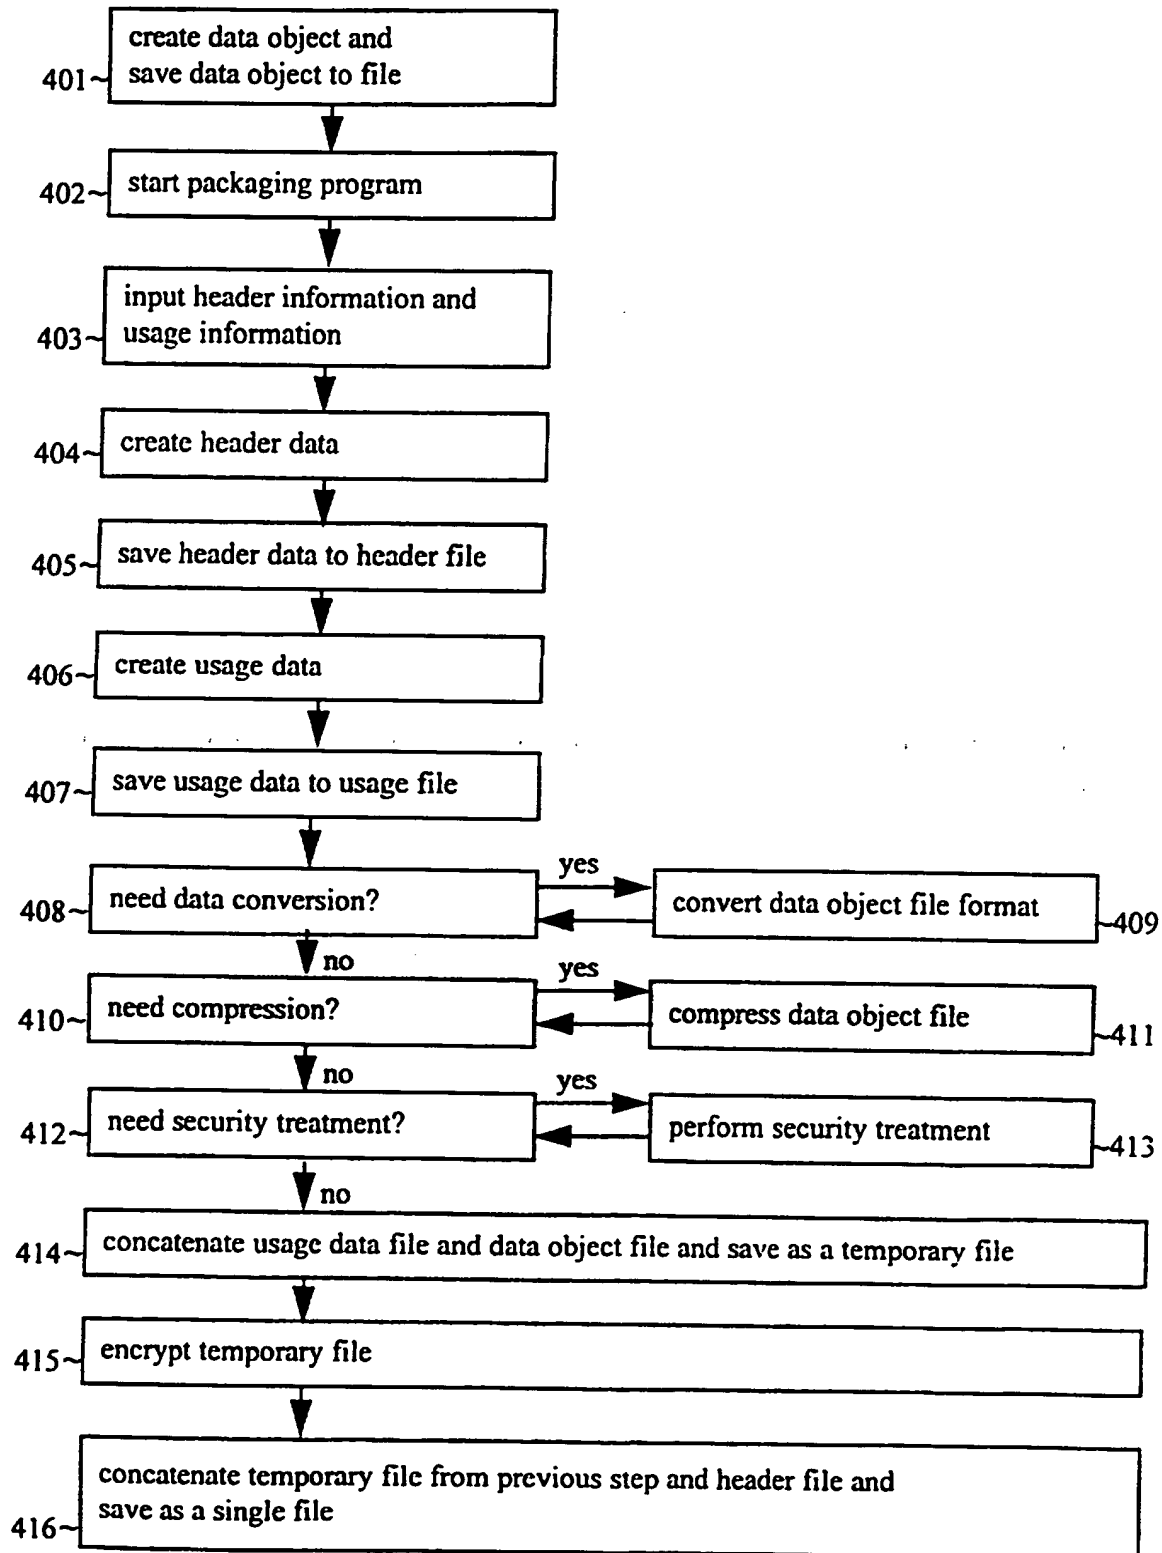 create data object and
save data object to file
401~
start packaging program
402~
input header information and
usage information
403~
create header data
404~
save header data to header file
405~
create usage data
406~
save usage data to usage file
407~
need data conversion?
408~
yes
convert data object file format
~409
no
need compression?
410~
yes
compress data object file
~411
no
need security treatment?
412~
yes
perform security treatment
~413
no
concatenate usage data file and data object file and save as a temporary file
414~
encrypt temporary file
415~
concatenate temporary file from previous step and header file and
save as a single file
416~